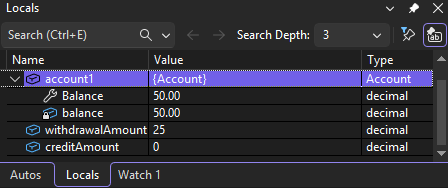 Locals
Search (Ctrl+E) Search Depth: 3
Name Value Type
account1 {Account} Account
Balance 50.00 decimal
balance 50.00 decimal
withdrawalAmount 25 decimal
creditAmount 0 decimal
Autos Locals Watch 1